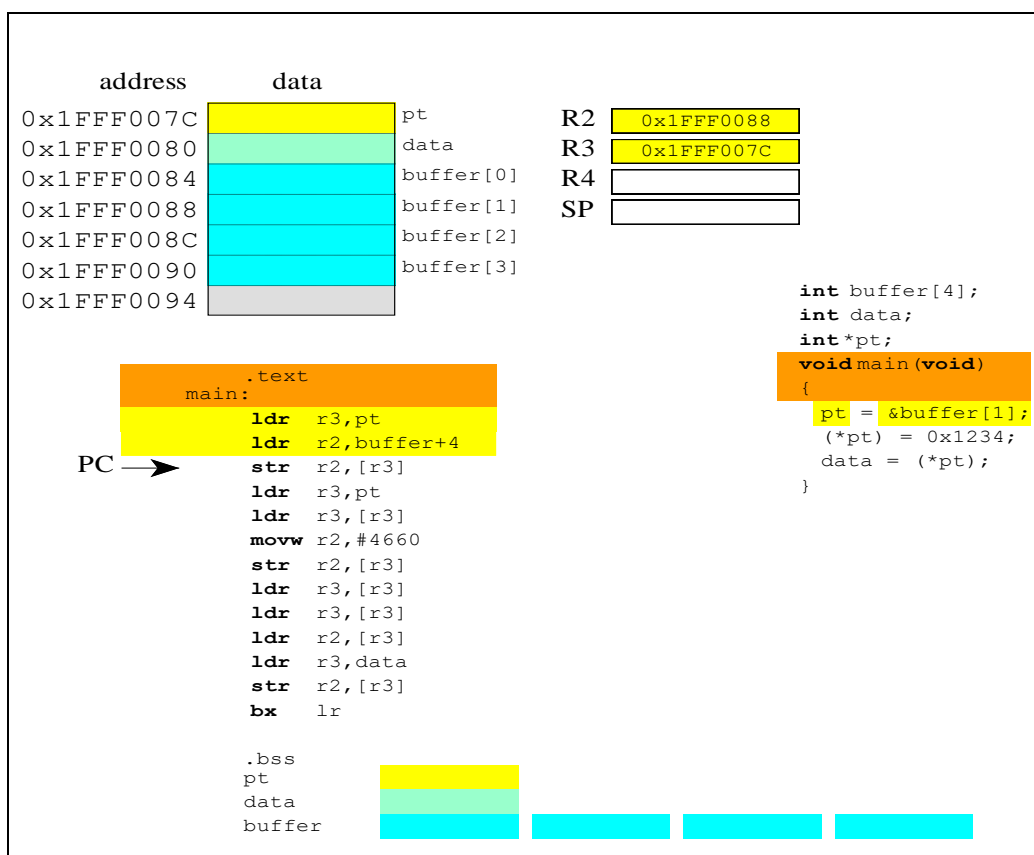 address data
0x1FFF007C pt
0x1FFF0080 data
0x1FFF0084 buffer[0]
0x1FFF0088 buffer[1]
0x1FFF008C buffer[2]
0x1FFF0090 buffer[3]
0x1FFF0094
R2 0x1FFF0088
R3 0x1FFF007C
R4
SP
int buffer[4];
int data;
int *pt;
void main(void)
{
pt = &buffer[1];
(*pt) = 0x1234;
data = (*pt);
}
.text
main:
ldr r3,pt
ldr r2,buffer+4
PC str r2,[r3]
ldr r3,pt
ldr r3,[r3]
movw r2,#4660
str r2,[r3]
ldr r3,[r3]
ldr r3,[r3]
ldr r2,[r3]
ldr r3,data
str r2,[r3]
bx lr
.bss
pt
data
buffer